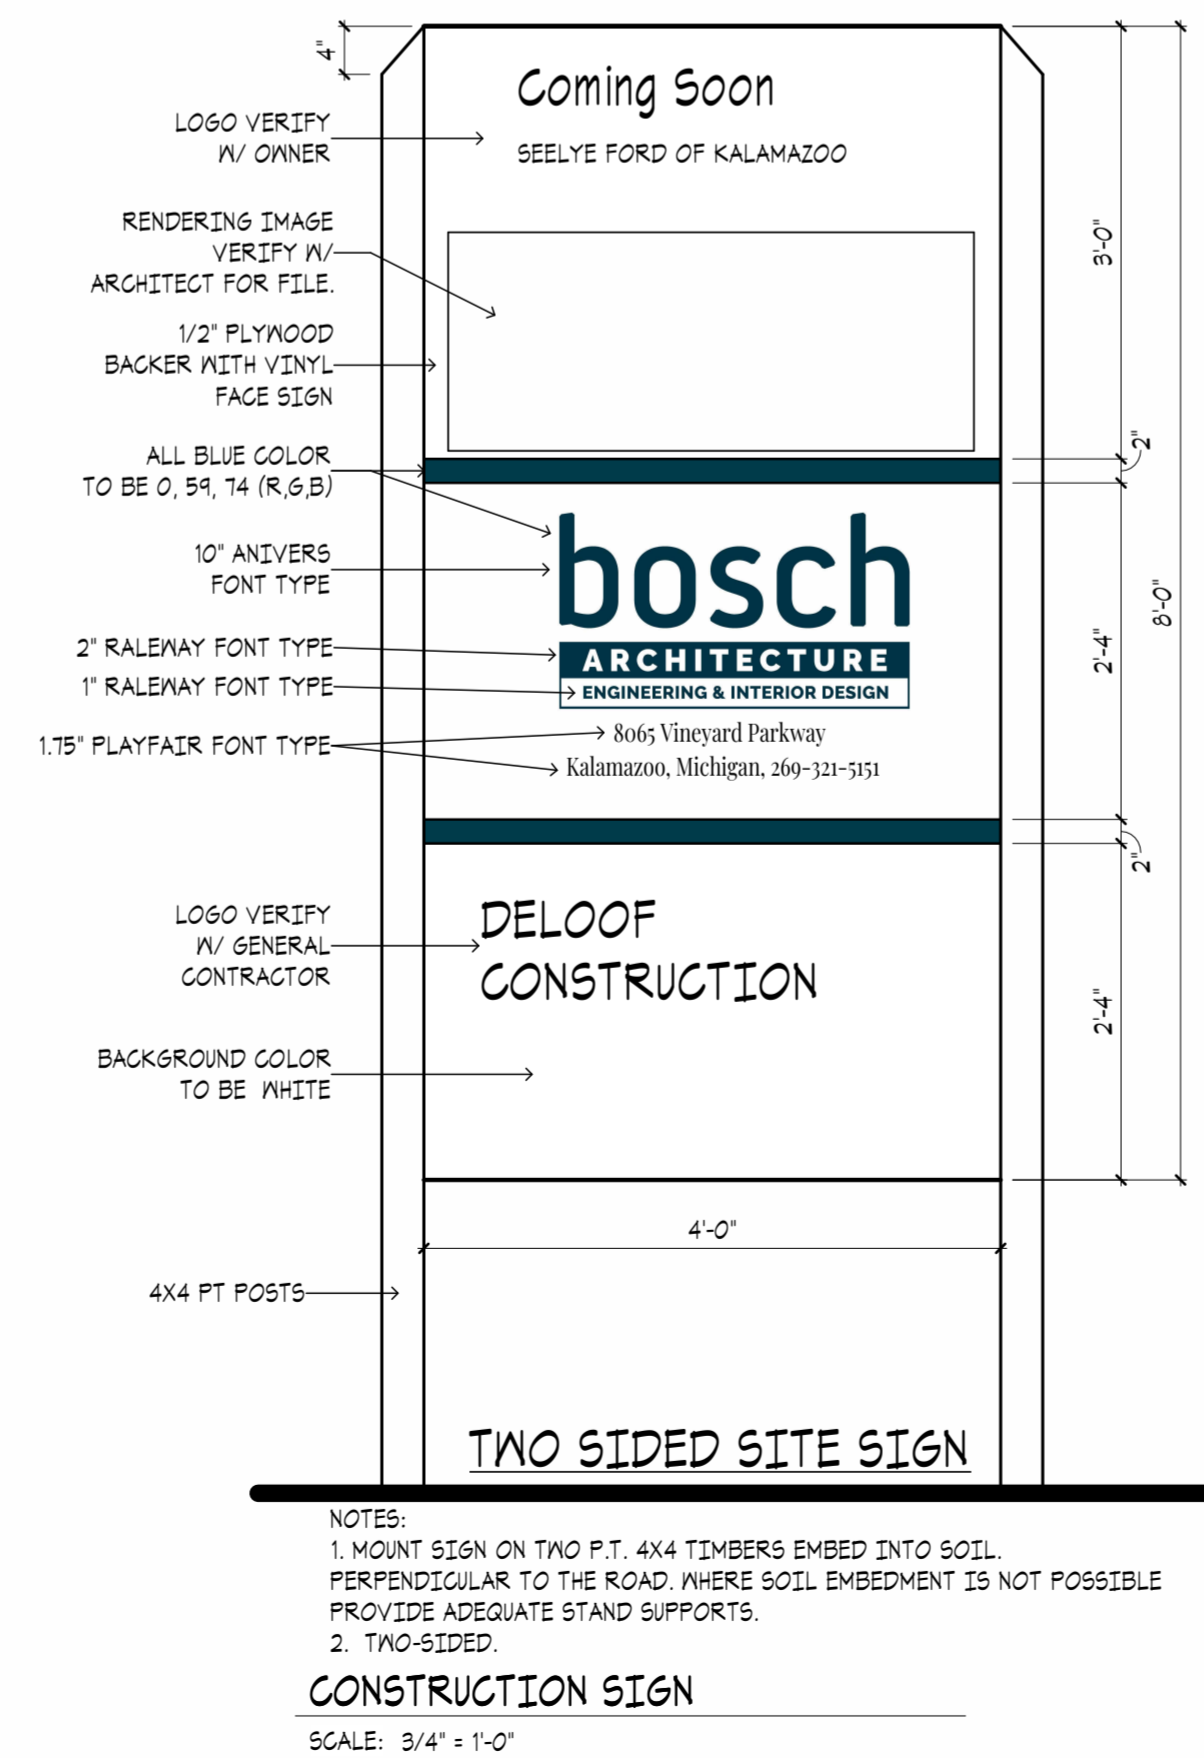 4"
Coming Soon
SEELYE FORD OF KALAMAZOO
LOGO VERIFY
W/ OWNER
RENDERING IMAGE
VERIFY W/
ARCHITECT FOR FILE.
1/2" PLYWOOD
BACKER WITH VINYL
FACE SIGN
ALL BLUE COLOR
TO BE 0, 59, 74 (R,G,B)
10" ANIVERS
FONT TYPE
2" RALEWAY FONT TYPE
1" RALEWAY FONT TYPE
1.75" PLAYFAIR FONT TYPE
bosch
ARCHITECTURE
ENGINEERING & INTERIOR DESIGN
8065 Vineyard Parkway
Kalamazoo, Michigan, 269-321-5151
3'-0"
2"
2'-4"
8'-0"
2"
2'-4"
LOGO VERIFY
W/ GENERAL
CONTRACTOR
DELOOF
CONSTRUCTION
BACKGROUND COLOR
TO BE WHITE
4'-0"
4X4 PT POSTS
TWO SIDED SITE SIGN
NOTES:
1. MOUNT SIGN ON TWO P.T. 4X4 TIMBERS EMBED INTO SOIL.
PERPENDICULAR TO THE ROAD. WHERE SOIL EMBEDMENT IS NOT POSSIBLE
PROVIDE ADEQUATE STAND SUPPORTS.
2. TWO-SIDED.
CONSTRUCTION SIGN
SCALE: 3/4" = 1'-0"